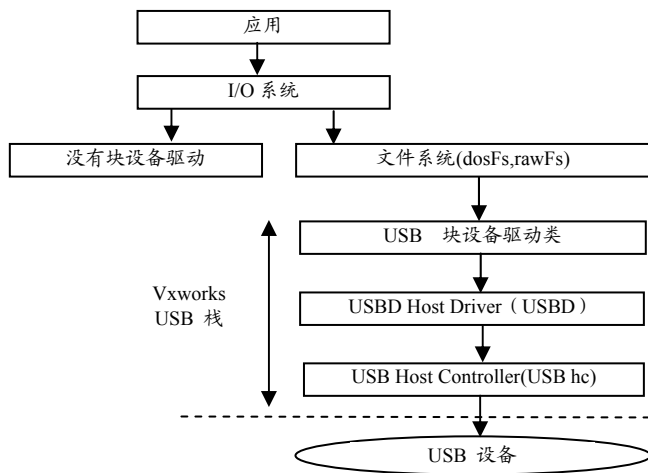 应用
I/O 系统
没有块设备驱动
文件系统(dosFs,rawFs)
USB 块设备驱动类
Vxworks
USB 栈
USBD Host Driver（USBD）
USB Host Controller(USB hc)
USB 设备